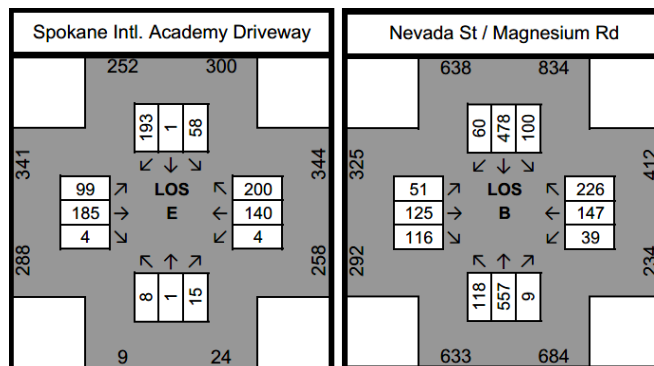 Spokane Intl. Academy Driveway
252 300
193 1 58
341 344
99 LOS 200
185 E 140
4 4
288 258
8 1 15
9 24
Nevada St / Magnesium Rd
638 834
60 478 100
325 412
51 LOS 226
125 B 147
116 39
292 234
118 557 9
633 684